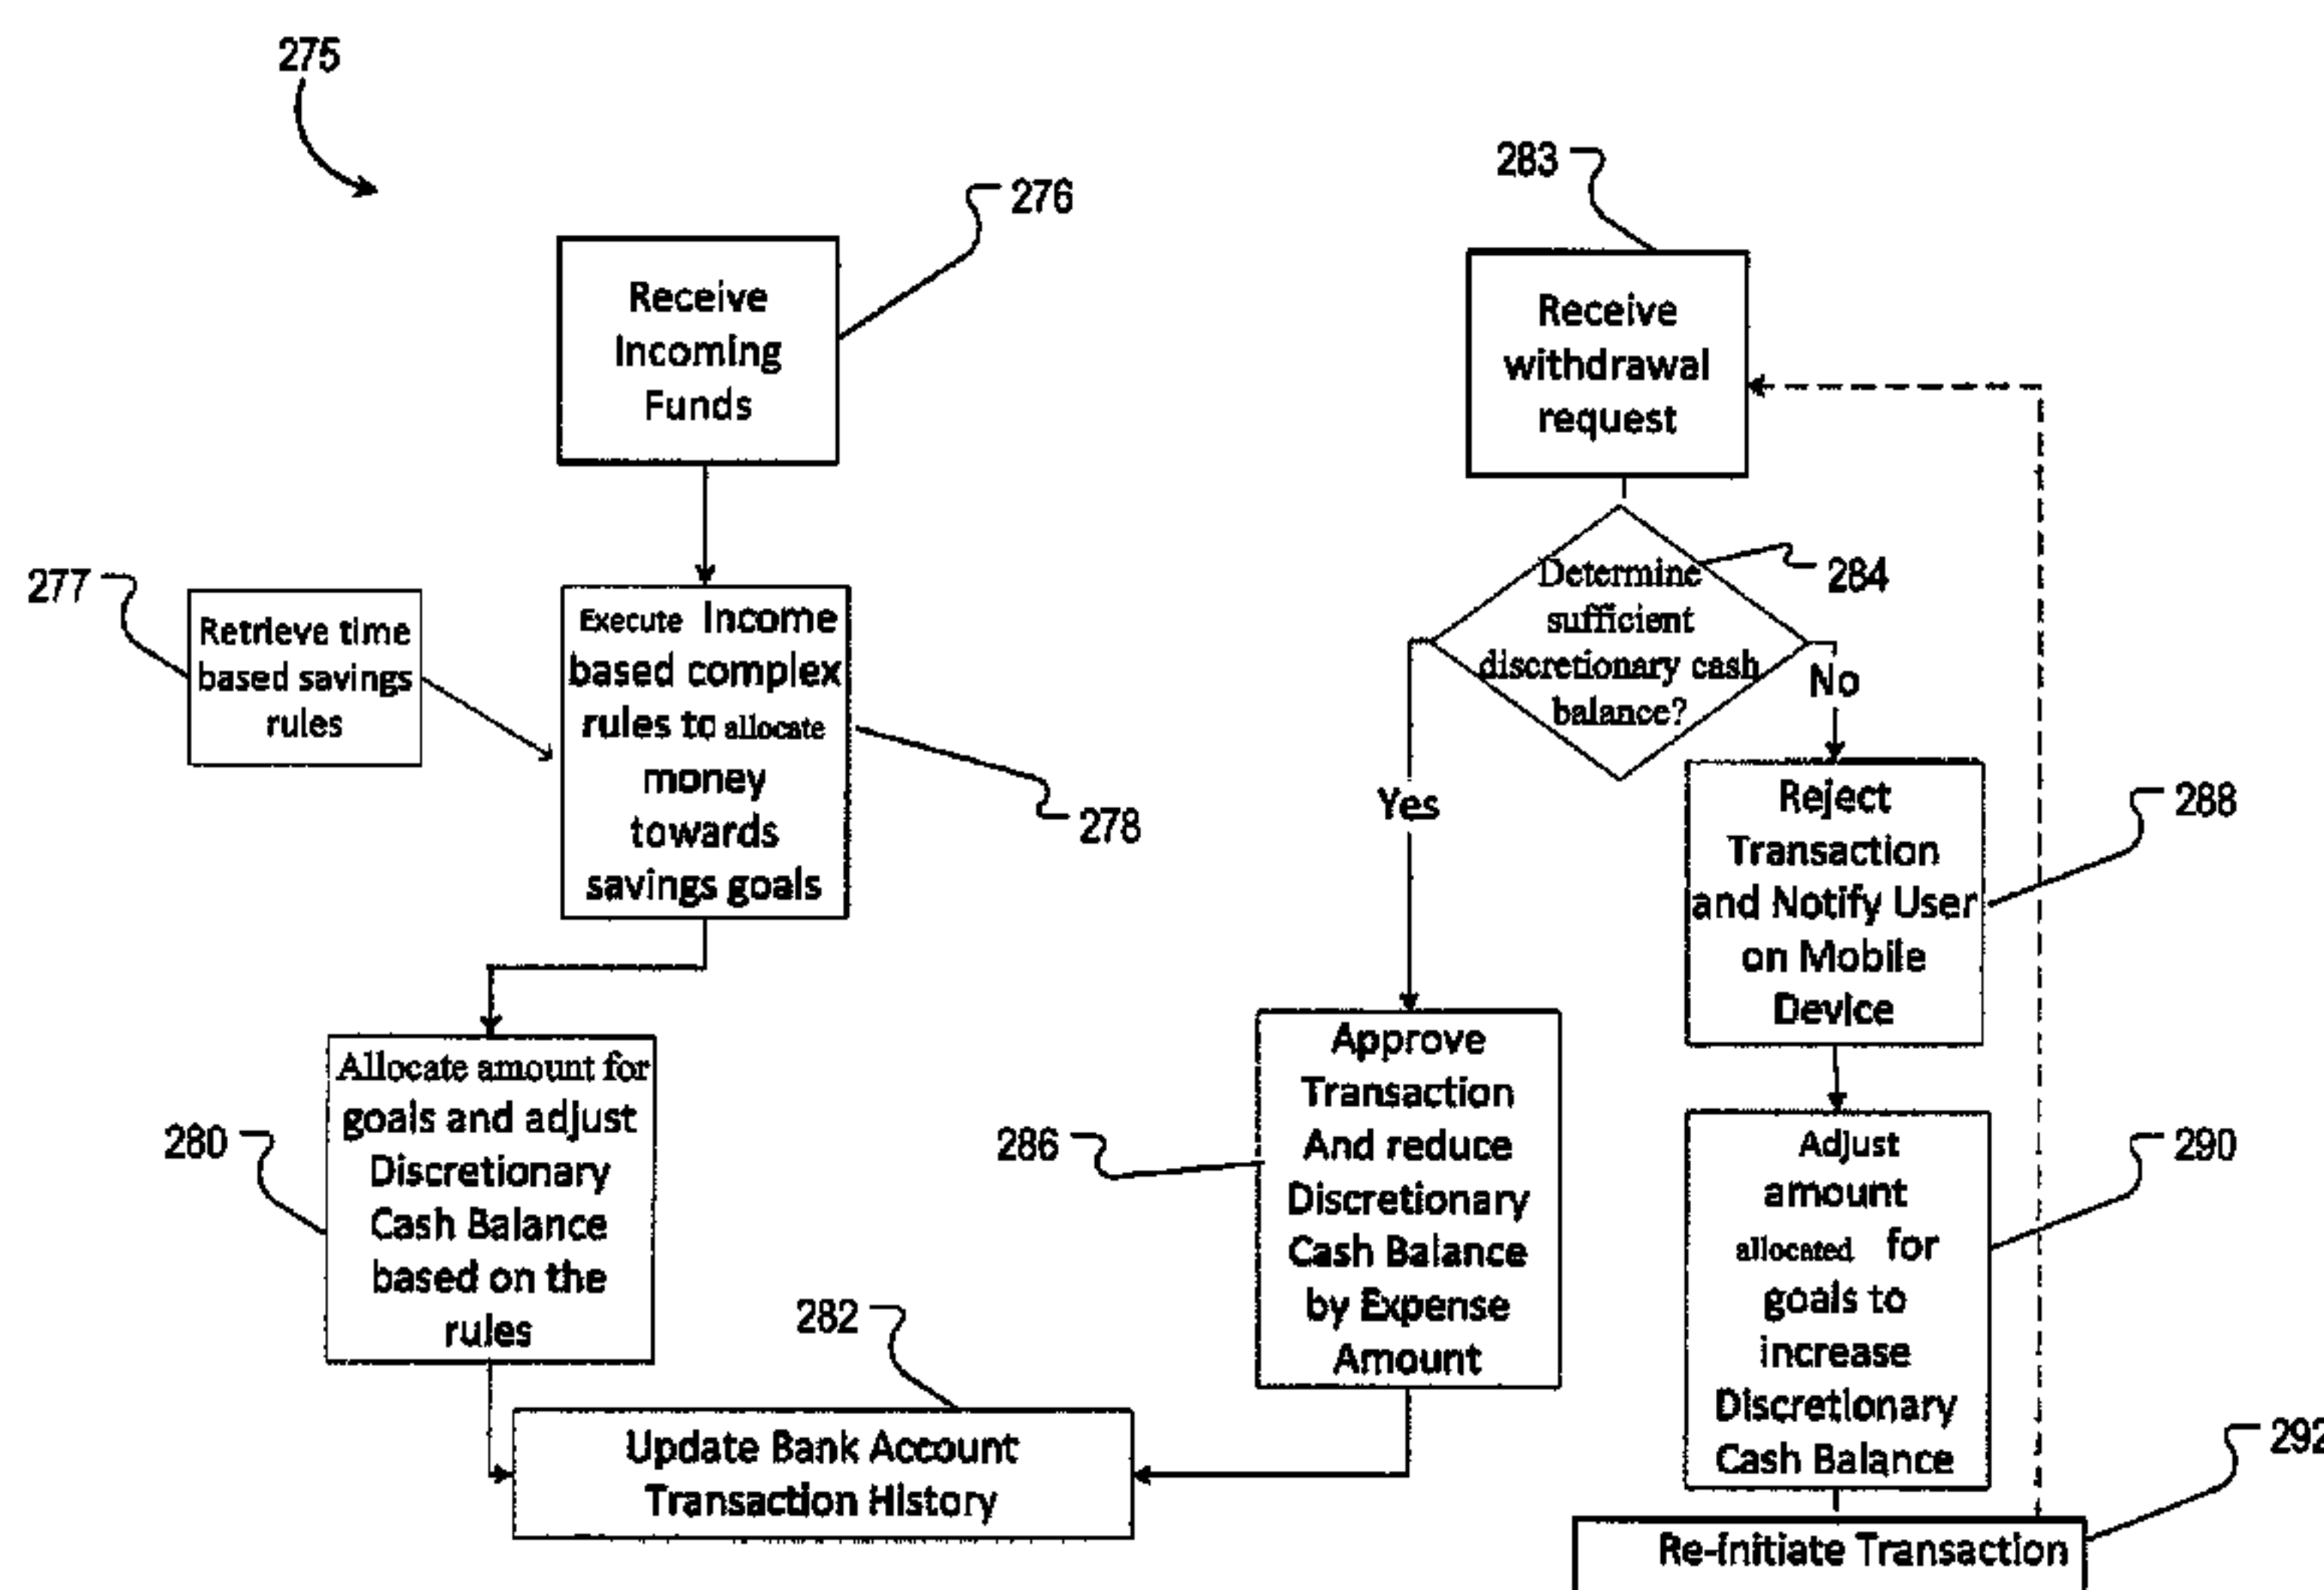 275
276
Receive
Incoming
Funds
277
Retrieve time
based savings
rules
Execute Income
based complex
rules to allocate
money
towards
savings goals
278
280
Allocate amount for
goals and adjust
Discretionary
Cash Balance
based on the
rules
282
Update Bank Account
Transaction History
283
Receive
withdrawal
request
284
Determine
sufficient
discretionary cash
balance?
Yes
No
286
Approve
Transaction
And reduce
Discretionary
Cash Balance
by Expense
Amount
288
Reject
Transaction
and Notify User
on Mobile
Device
290
Adjust
amount
allocated for
goals to
increase
Discretionary
Cash Balance
292
Re-Initiate Transaction